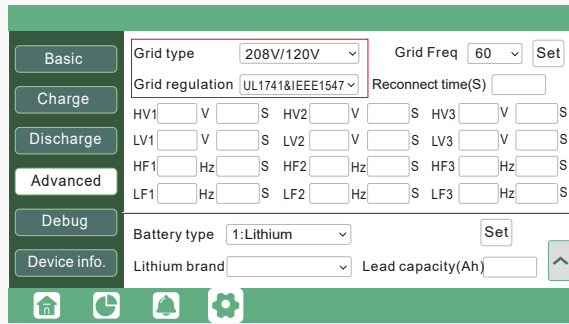 Basic
Charge
Discharge
Advanced
Debug
Device info.
Grid type 208V/120V Grid Freq 60 Set
Grid regulation UL1741&IEEE1547 Reconnect time(S)
HV1 V S HV2 V S HV3 V S
LV1 V S LV2 V S LV3 V S
HF1 Hz S HF2 Hz S HF3 Hz S
LF1 Hz S LF2 Hz S LF3 Hz S
Battery type 1:Lithium Set
Lithium brand Lead capacity(Ah)